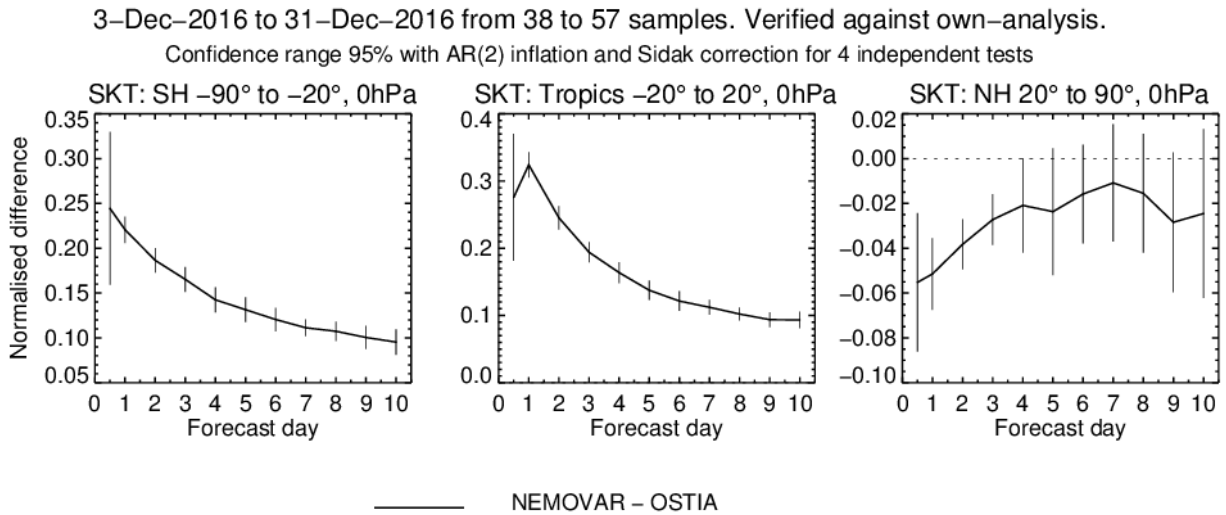 3−Dec−2016 to 31−Dec−2016 from 38 to 57 samples. Verified against own−analysis.
Confidence range 95% with AR(2) inflation and Sidak correction for 4 independent tests
SKT: SH −90° to −20°, 0hPa
Normalised difference
0.35
0.30
0.25
0.20
0.15
0.10
0.05
0 1 2 3 4 5 6 7 8 9 10
Forecast day
SKT: Tropics −20° to 20°, 0hPa
0.4
0.3
0.2
0.1
0.0
0 1 2 3 4 5 6 7 8 9 10
Forecast day
SKT: NH 20° to 90°, 0hPa
0.02
0.00
−0.02
−0.04
−0.06
−0.08
−0.10
0 1 2 3 4 5 6 7 8 9 10
Forecast day
NEMOVAR − OSTIA